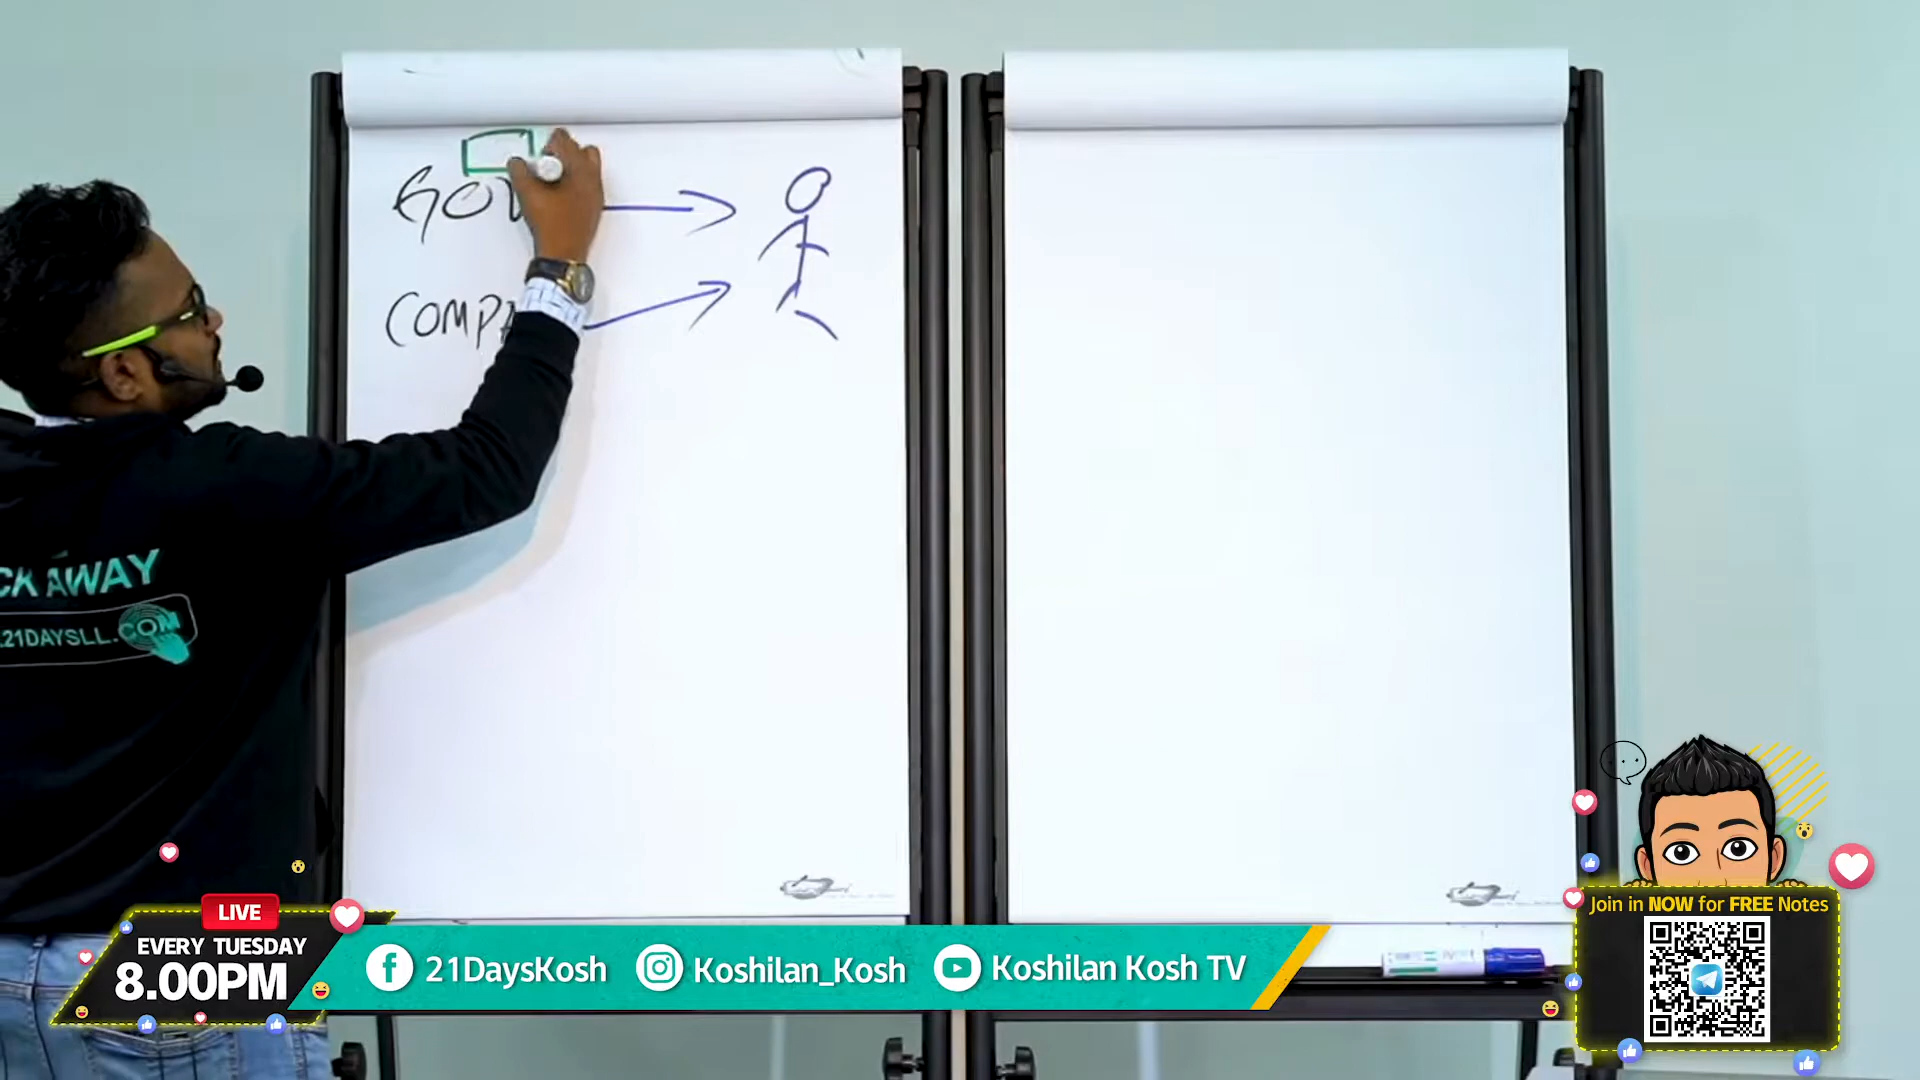 GOV
COMPA
CK AWAY
.21DAYSLL.COM
LIVE
EVERY TUESDAY
8.00PM
21DaysKosh
Koshilan_Kosh
Koshilan Kosh TV
Join in NOW for FREE Notes